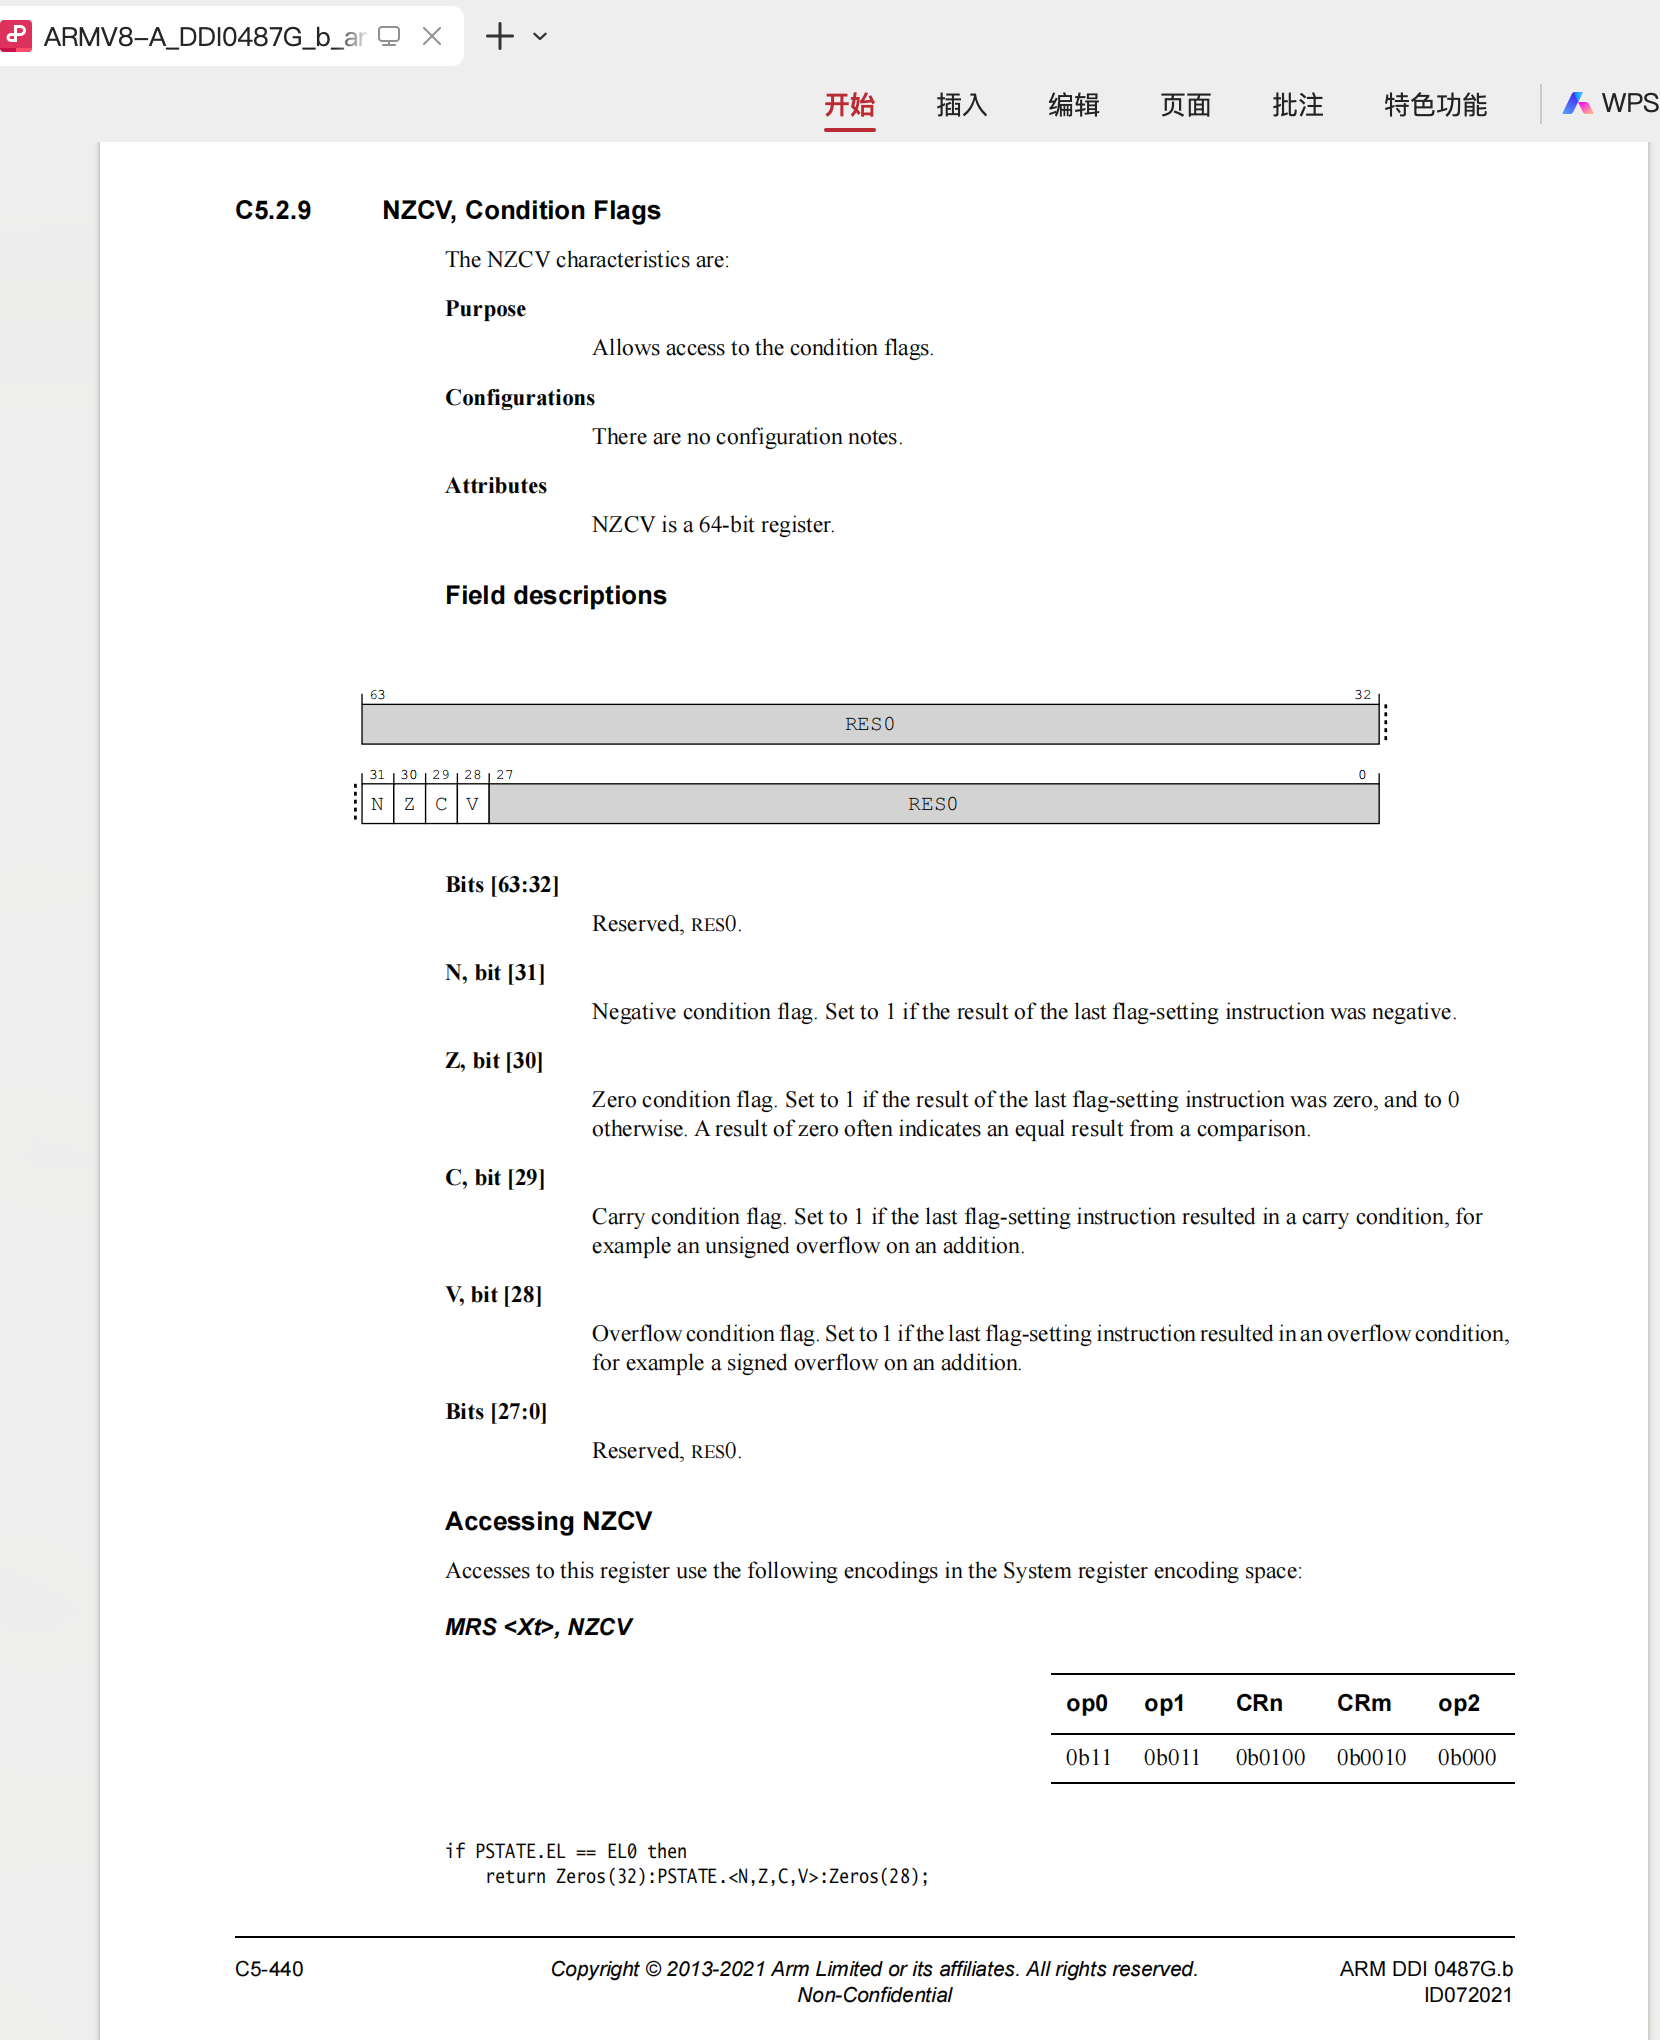 ARMV8-A_DDI0487G_b_ar
开始 插入 编辑 页面 批注 特色功能 WPS
C5.2.9 NZCV, Condition Flags
The NZCV characteristics are:
Purpose
Allows access to the condition flags.
Configurations
There are no configuration notes.
Attributes
NZCV is a 64-bit register.
Field descriptions
63 32
RES0
31 30 29 28 27 0
N Z C V RES0
Bits [63:32]
Reserved, RES0.
N, bit [31]
Negative condition flag. Set to 1 if the result of the last flag-setting instruction was negative.
Z, bit [30]
Zero condition flag. Set to 1 if the result of the last flag-setting instruction was zero, and to 0
otherwise. A result of zero often indicates an equal result from a comparison.
C, bit [29]
Carry condition flag. Set to 1 if the last flag-setting instruction resulted in a carry condition, for
example an unsigned overflow on an addition.
V, bit [28]
Overflow condition flag. Set to 1 if the last flag-setting instruction resulted in an overflow condition,
for example a signed overflow on an addition.
Bits [27:0]
Reserved, RES0.
Accessing NZCV
Accesses to this register use the following encodings in the System register encoding space:
MRS <Xt>, NZCV
op0 op1 CRn CRm op2
0b11 0b011 0b0100 0b0010 0b000
if PSTATE.EL == EL0 then
return Zeros(32):PSTATE.<N,Z,C,V>:Zeros(28);
C5-440 Copyright © 2013-2021 Arm Limited or its affiliates. All rights reserved. ARM DDI 0487G.b
Non-Confidential ID072021